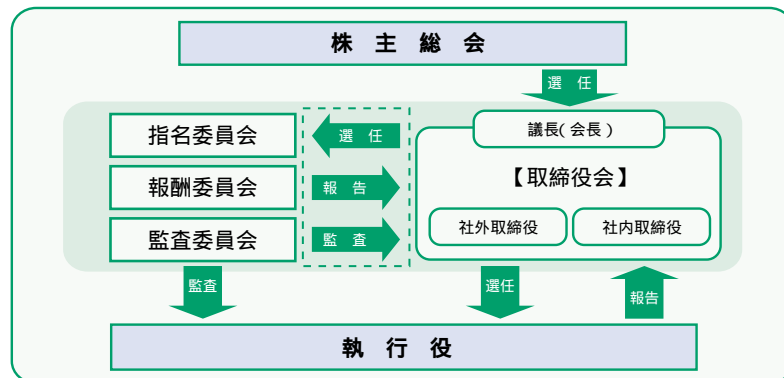 株主総会
選任
議長(会長)
指名委員会
選任
報酬委員会
報告
【取締役会】
監査委員会
監査
社外取締役
社内取締役
監査
選任
報告
執行役